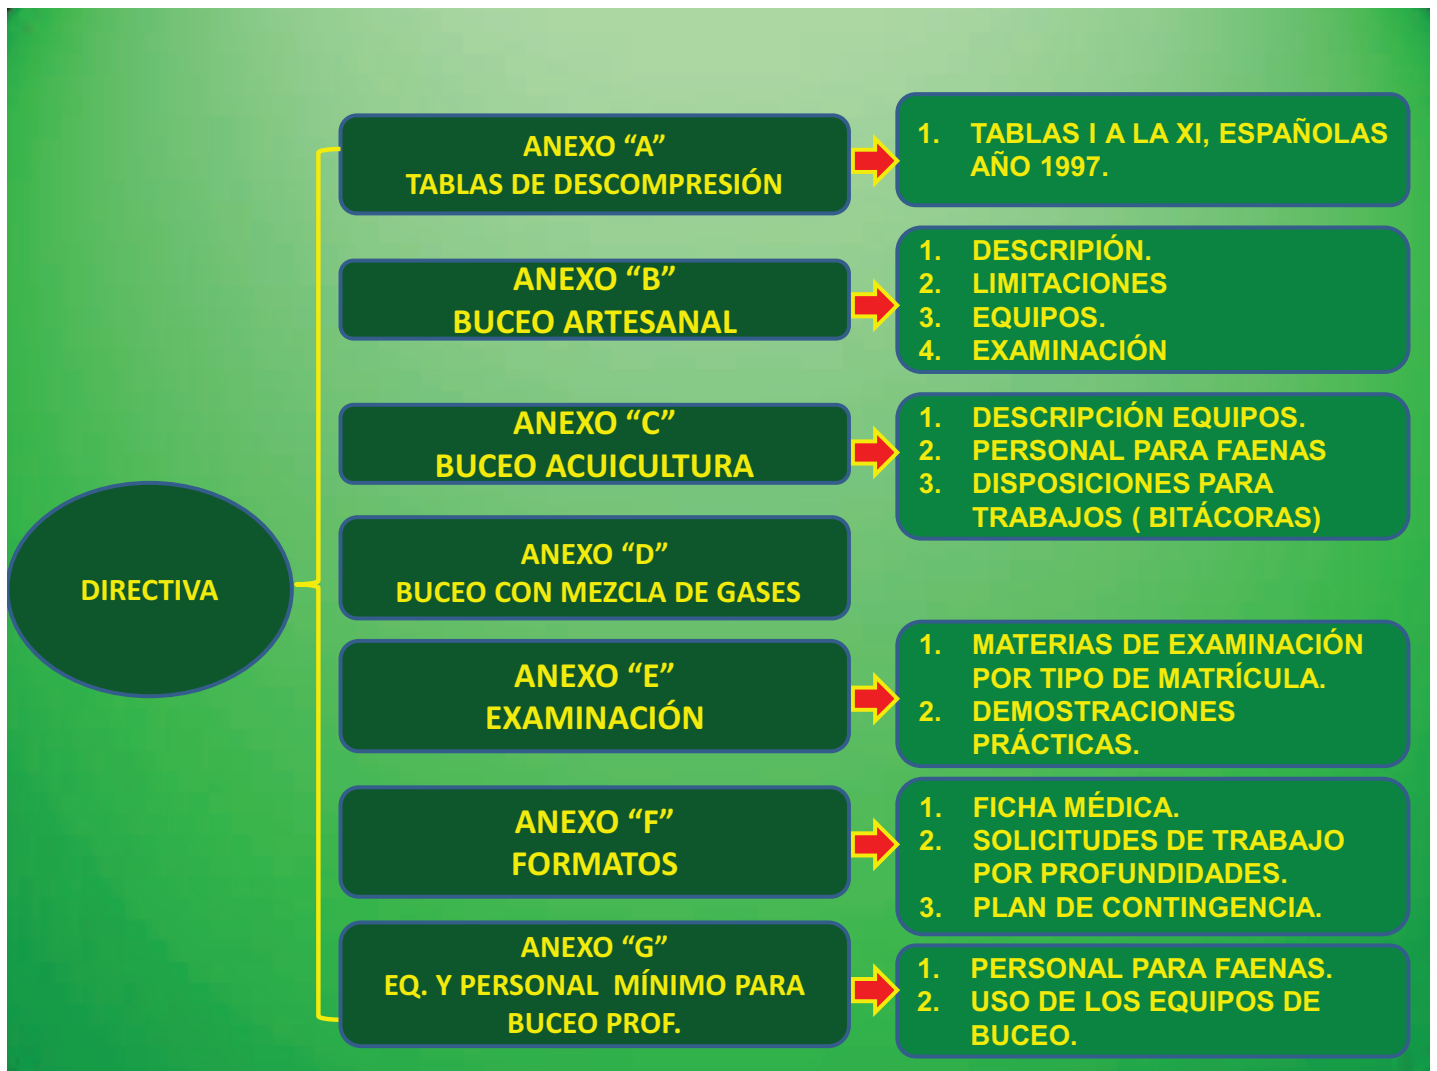 DIRECTIVA
ANEXO “A”
TABLAS DE DESCOMPRESIÓN
1. TABLAS I A LA XI, ESPAÑOLAS
AÑO 1997.
ANEXO “B”
BUCEO ARTESANAL
1. DESCRIPIÓN.
2. LIMITACIONES
3. EQUIPOS.
4. EXAMINACIÓN
ANEXO “C”
BUCEO ACUICULTURA
1. DESCRIPCIÓN EQUIPOS.
2. PERSONAL PARA FAENAS
3. DISPOSICIONES PARA
TRABAJOS ( BITÁCORAS)
ANEXO “D”
BUCEO CON MEZCLA DE GASES
ANEXO “E”
EXAMINACIÓN
1. MATERIAS DE EXAMINACIÓN
POR TIPO DE MATRÍCULA.
2. DEMOSTRACIONES
PRÁCTICAS.
ANEXO “F”
FORMATOS
1. FICHA MÉDICA.
2. SOLICITUDES DE TRABAJO
POR PROFUNDIDADES.
3. PLAN DE CONTINGENCIA.
ANEXO “G”
EQ. Y PERSONAL MÍNIMO PARA
BUCEO PROF.
1. PERSONAL PARA FAENAS.
2. USO DE LOS EQUIPOS DE
BUCEO.